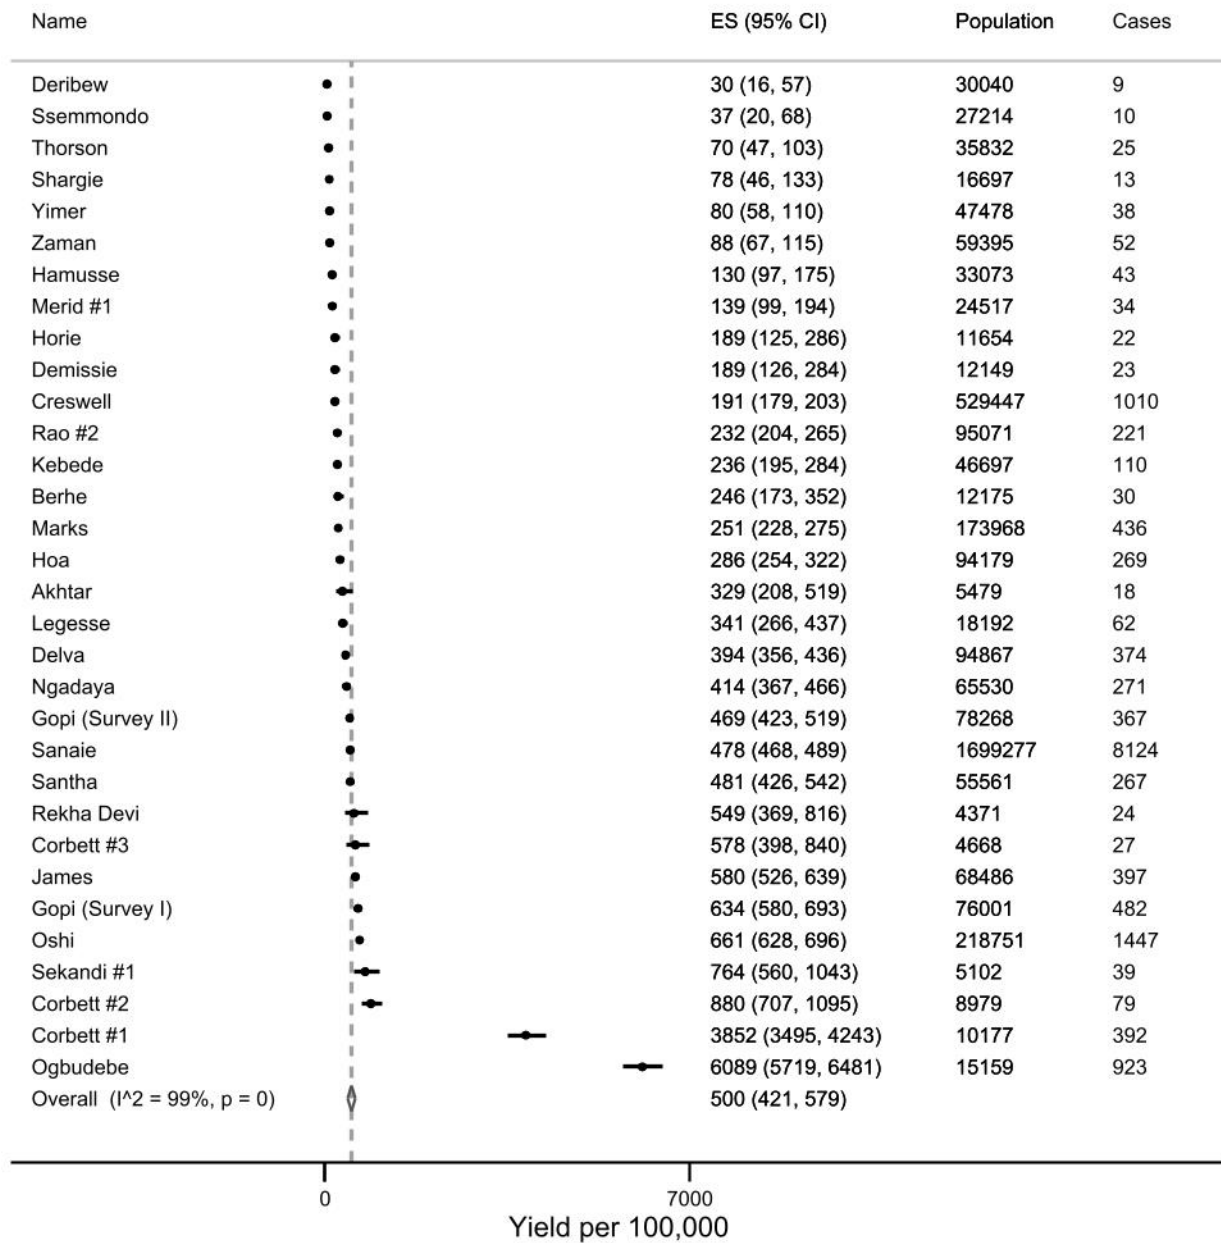 Name ES (95% CI) Population Cases
Deribew 30 (16, 57) 30040 9
Ssemmondo 37 (20, 68) 27214 10
Thorson 70 (47, 103) 35832 25
Shargie 78 (46, 133) 16697 13
Yimer 80 (58, 110) 47478 38
Zaman 88 (67, 115) 59395 52
Hamusse 130 (97, 175) 33073 43
Merid #1 139 (99, 194) 24517 34
Horie 189 (125, 286) 11654 22
Demissie 189 (126, 284) 12149 23
Creswell 191 (179, 203) 529447 1010
Rao #2 232 (204, 265) 95071 221
Kebede 236 (195, 284) 46697 110
Berhe 246 (173, 352) 12175 30
Marks 251 (228, 275) 173968 436
Hoa 286 (254, 322) 94179 269
Akhtar 329 (208, 519) 5479 18
Legesse 341 (266, 437) 18192 62
Delva 394 (356, 436) 94867 374
Ngadaya 414 (367, 466) 65530 271
Gopi (Survey II) 469 (423, 519) 78268 367
Sanaie 478 (468, 489) 1699277 8124
Santha 481 (426, 542) 55561 267
Rekha Devi 549 (369, 816) 4371 24
Corbett #3 578 (398, 840) 4668 27
James 580 (526, 639) 68486 397
Gopi (Survey I) 634 (580, 693) 76001 482
Oshi 661 (628, 696) 218751 1447
Sekandi #1 764 (560, 1043) 5102 39
Corbett #2 880 (707, 1095) 8979 79
Corbett #1 3852 (3495, 4243) 10177 392
Ogbudebe 6089 (5719, 6481) 15159 923
Overall (I^2 = 99%, p = 0) 500 (421, 579)
0 7000
Yield per 100,000